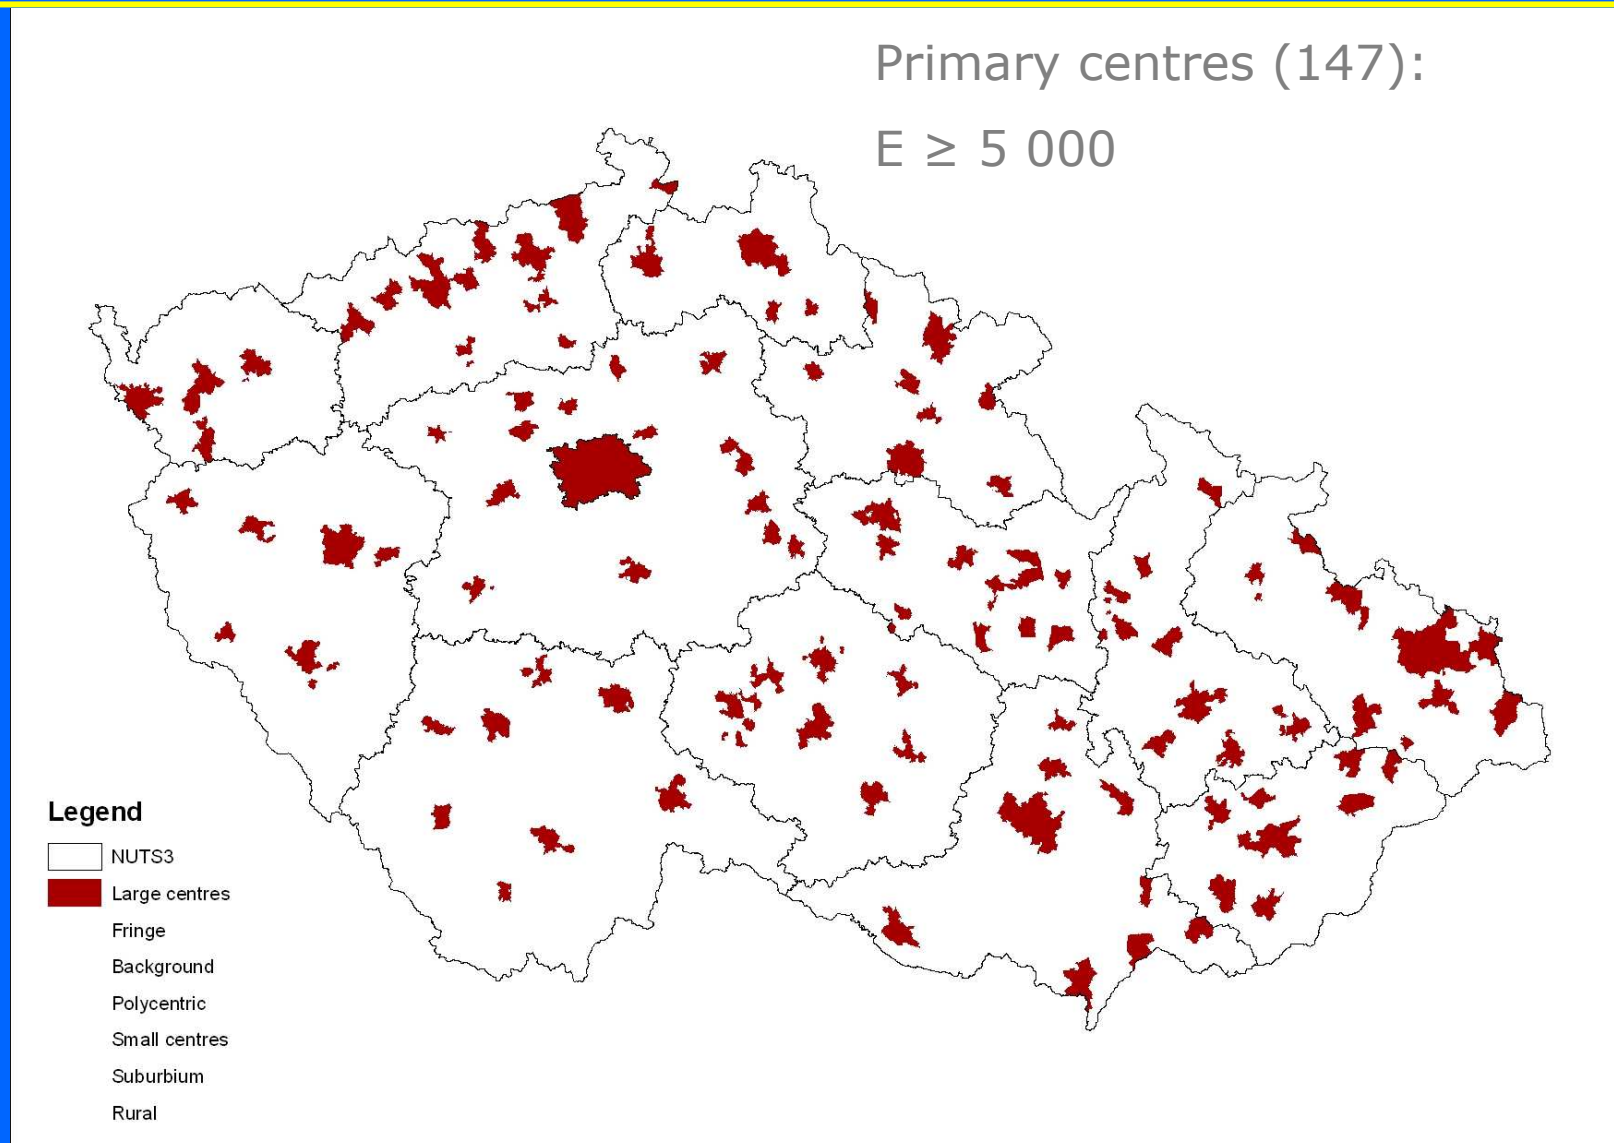 Primary centres (147):
E ≥ 5 000
Legend
NUTS3
Large centres
Fringe
Background
Polycentric
Small centres
Suburbium
Rural